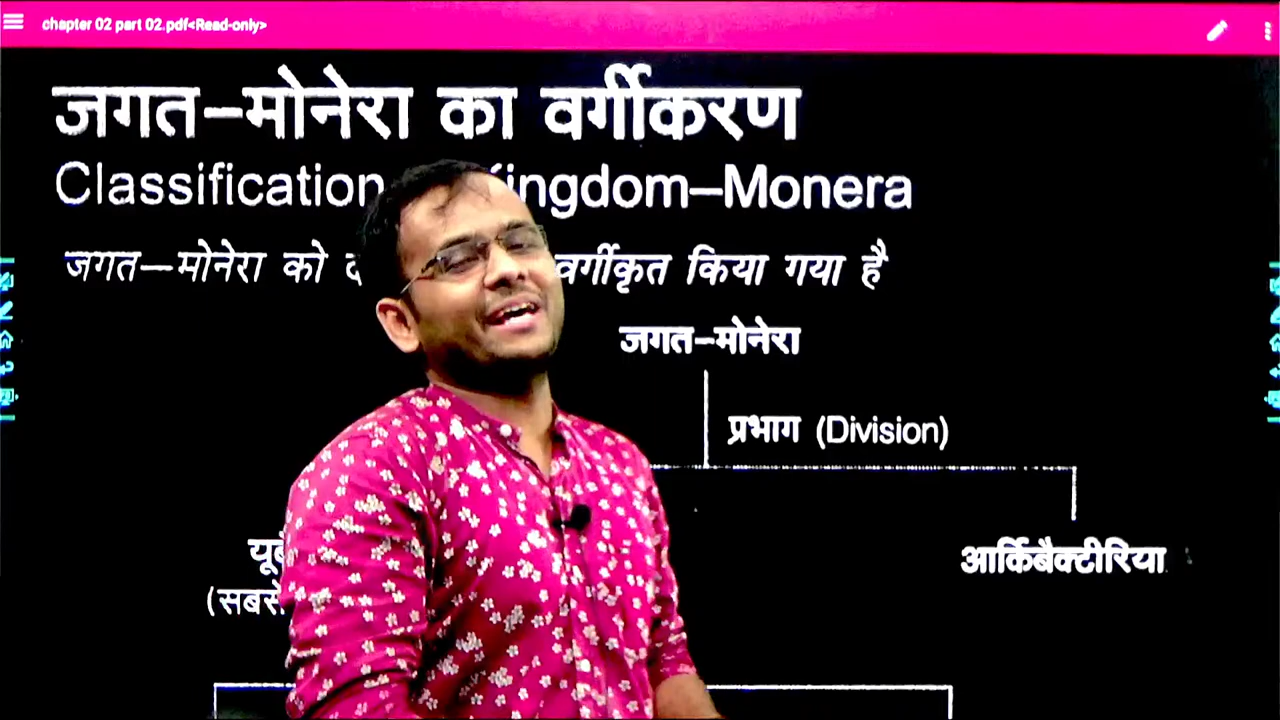 chapter 02 part 02.pdf<Read-only>
जगत–मोनेरा का वर्गीकरण
Classification Kingdom–Monera
जगत–मोनेरा को वर्गीकृत किया गया है
जगत–मोनेरा
प्रभाग (Division)
आर्किबैक्टीरिया